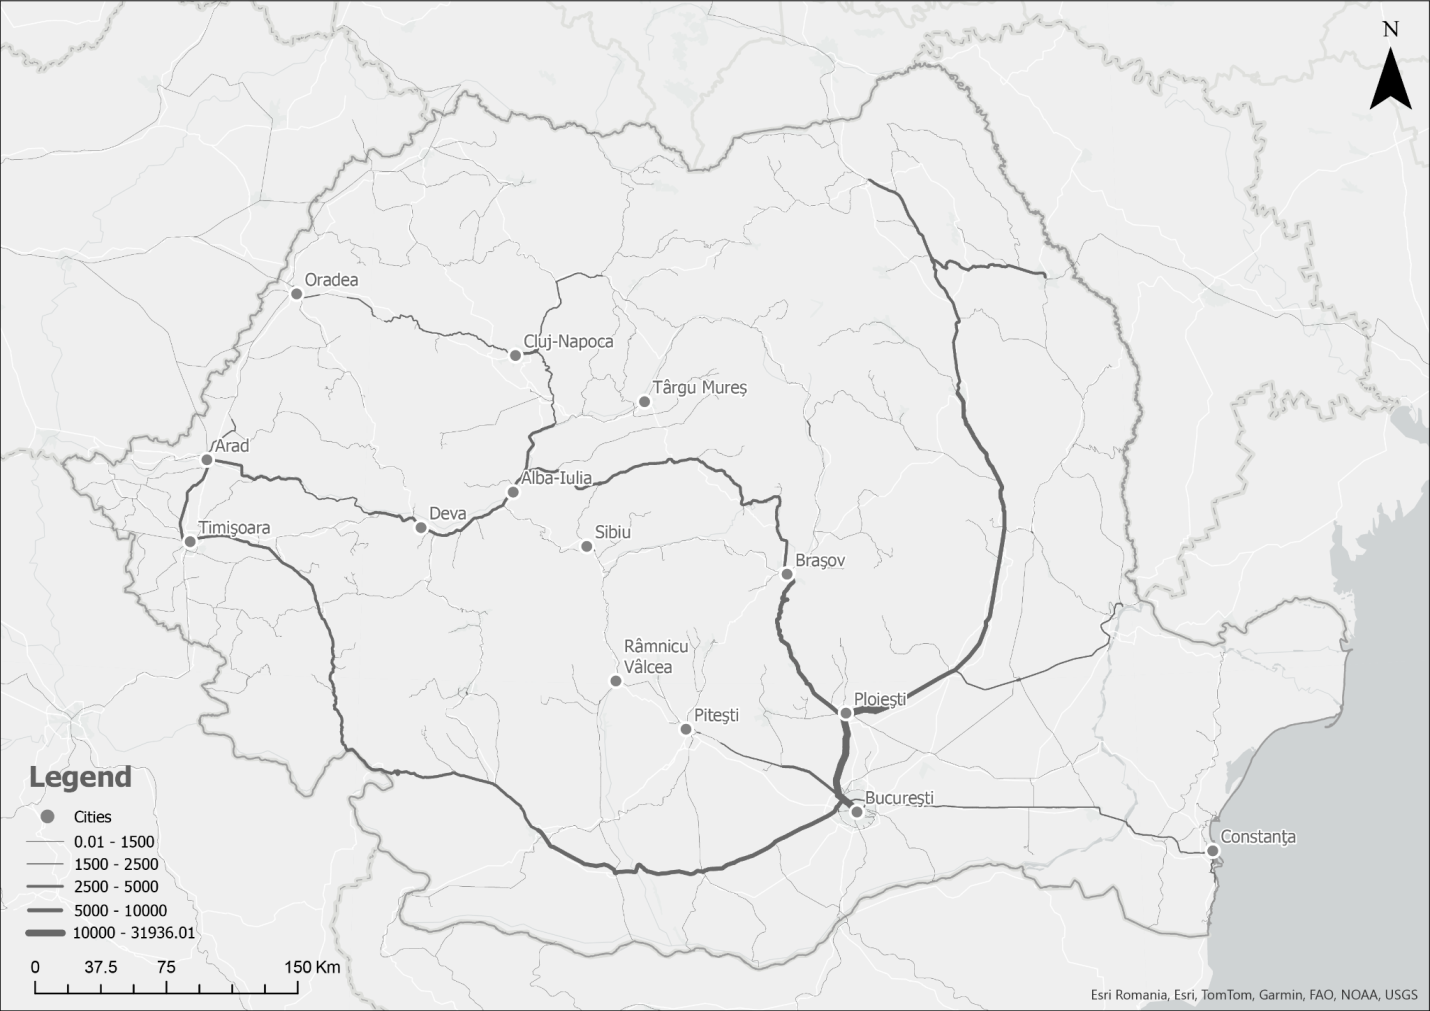 N
Oradea
Cluj-Napoca
Târgu Mureș
Arad
Alba-Iulia
Deva
Timișoara
Sibiu
Brașov
Râmnicu
Vâlcea
Ploiești
Pitești
București
Constanța
Legend
Cities
0.01 - 1500
1500 - 2500
2500 - 5000
5000 - 10000
10000 - 31936.01
0 37.5 75 150 Km
Esri Romania, Esri, TomTom, Garmin, FAO, NOAA, USGS